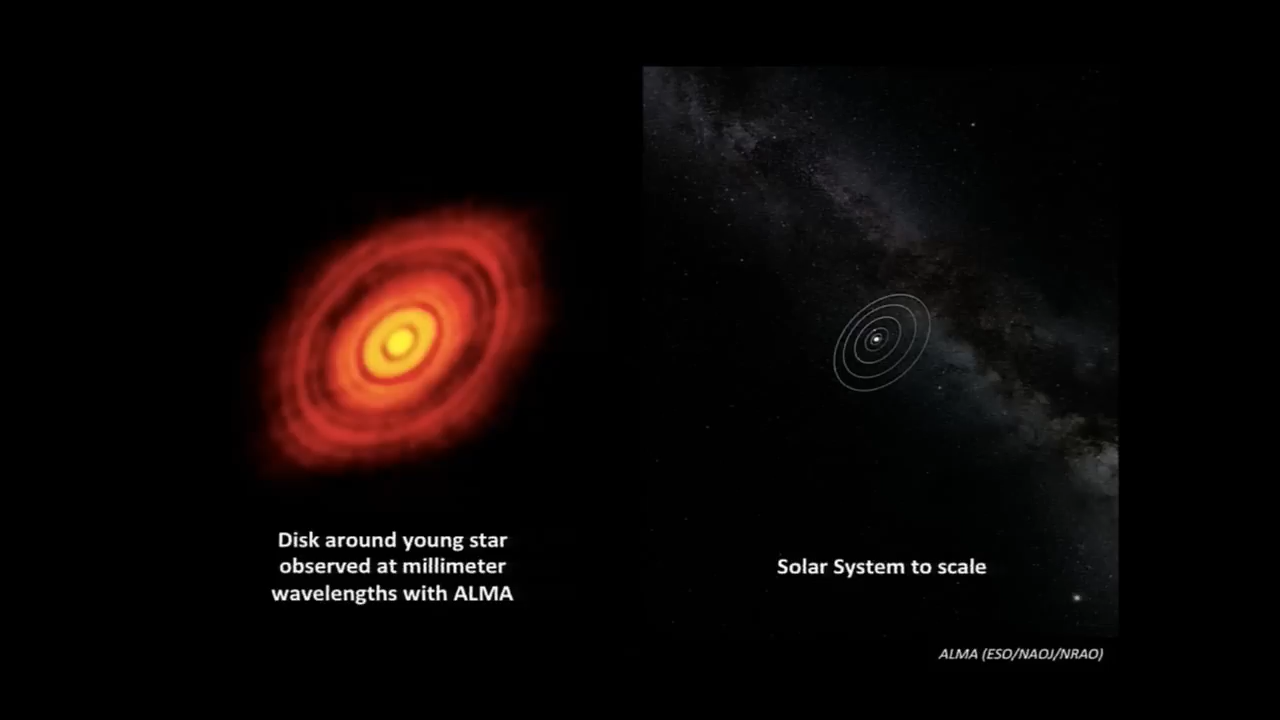 Disk around young star
observed at millimeter
wavelengths with ALMA
Solar System to scale
ALMA (ESO/NAOJ/NRAO)